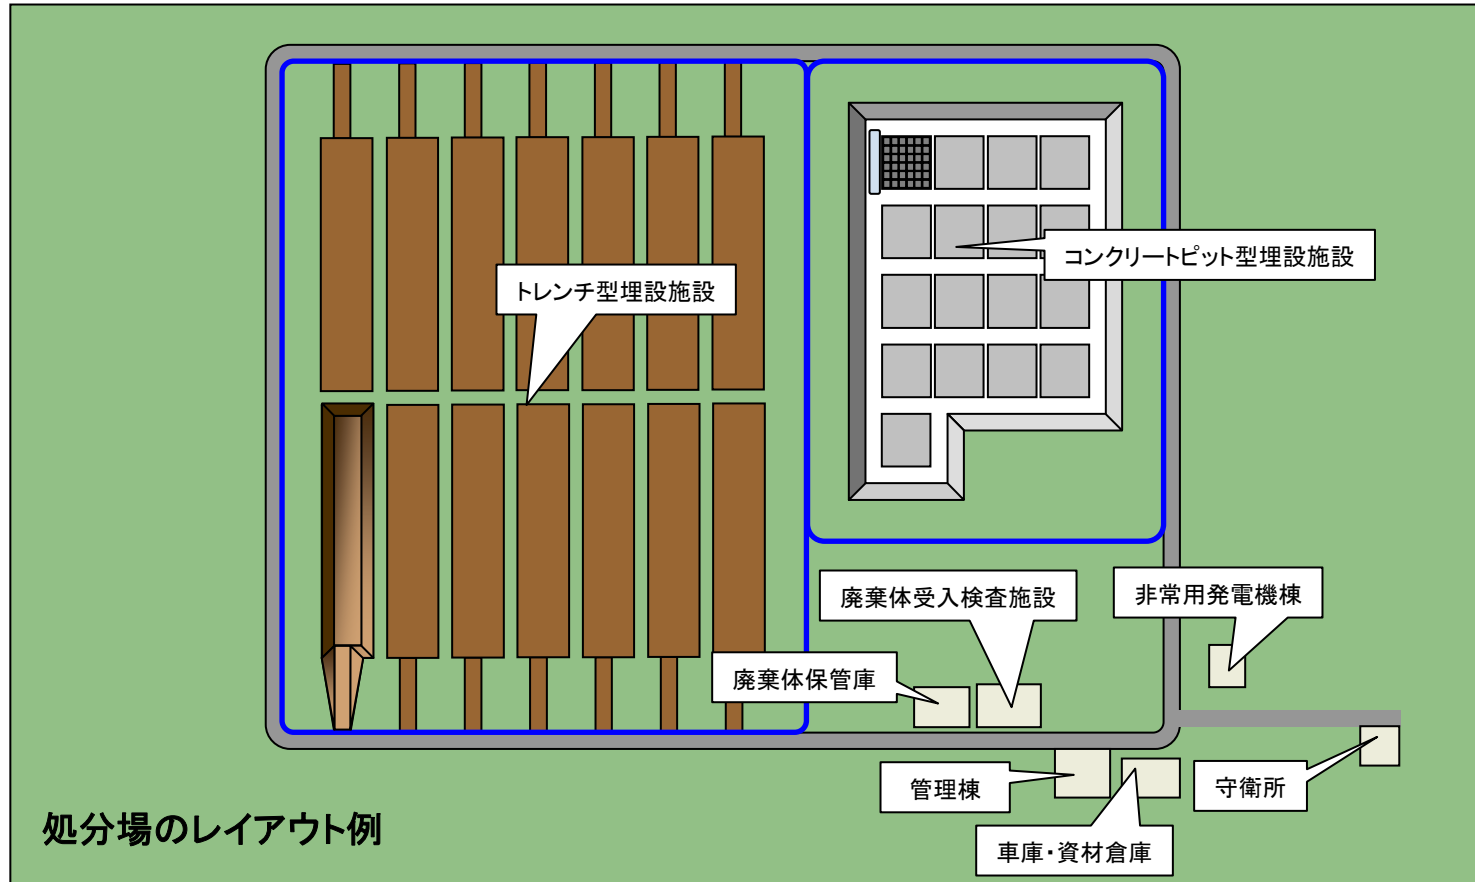 トレンチ型埋設施設
コンクリートピット型埋設施設
廃棄体受入検査施設
非常用発電機棟
廃棄体保管庫
管理棟
守衛所
車庫・資材倉庫
処分場のレイアウト例